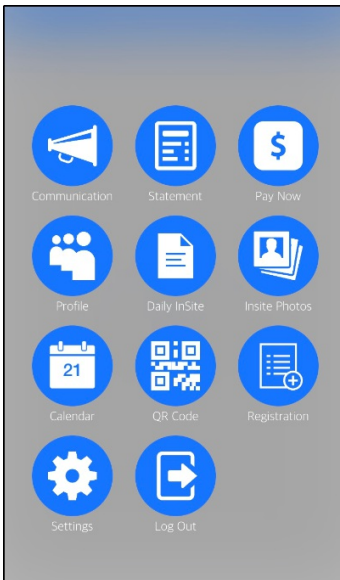 $
Communication Statement Pay Now
Profile Daily InSite Insite Photos
21
Calendar QR Code Registration
Settings Log Out